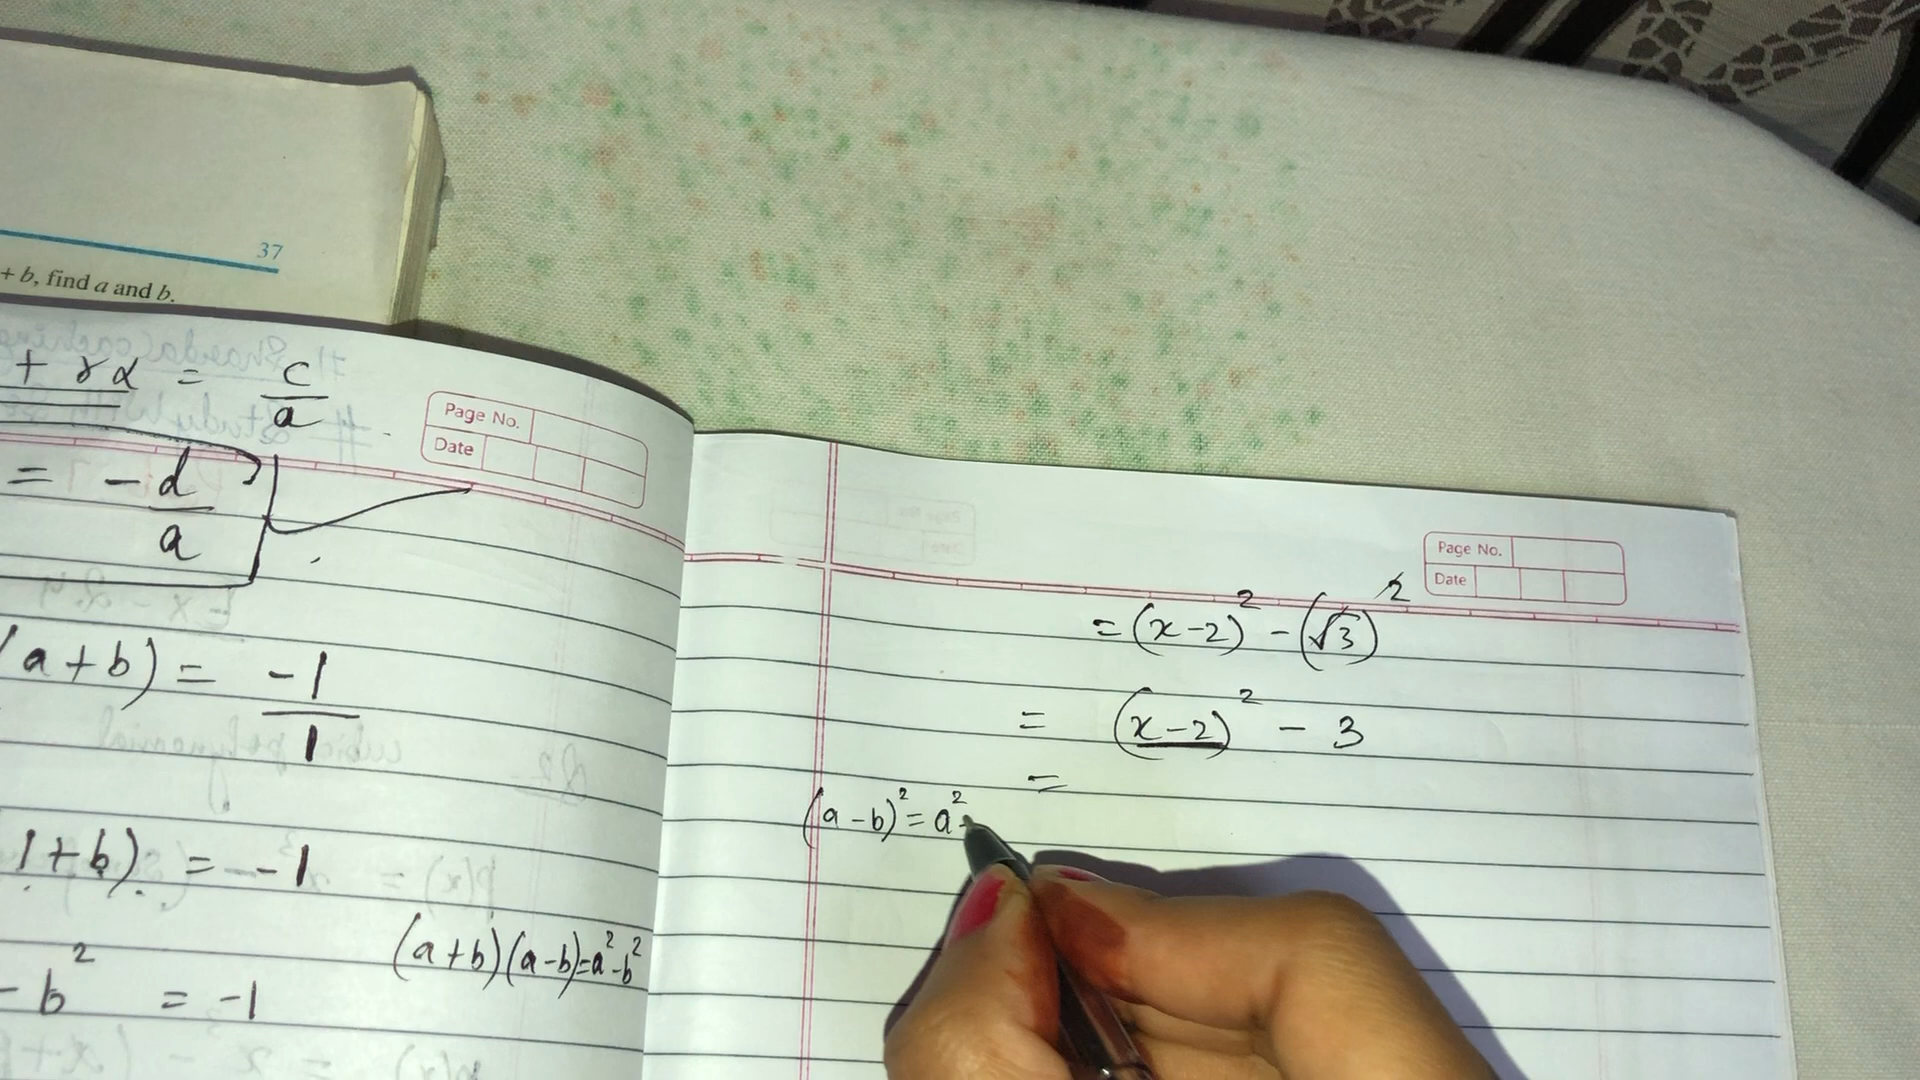 37
+ b, find a and b.
+ γα = c/a
Page No.
Date
= -d/a
(a+b) = -1/1
1+b) = -1
(a+b)(a-b)=a²-b²
- b² = -1
Page No.
Date
= (x-2)² - (√3)²
= (x-2)² - 3
=
(a-b)² = a²-